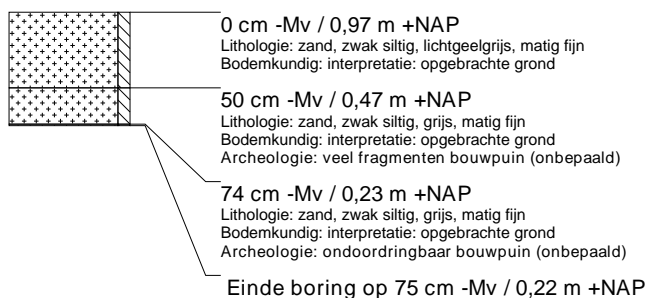 0 cm -Mv / 0,97 m +NAP
Lithologie: zand, zwak siltig, lichtgeelgrijs, matig fijn
Bodemkundig: interpretatie: opgebrachte grond
50 cm -Mv / 0,47 m +NAP
Lithologie: zand, zwak siltig, grijs, matig fijn
Bodemkundig: interpretatie: opgebrachte grond
Archeologie: veel fragmenten bouwpuin (onbepaald)
74 cm -Mv / 0,23 m +NAP
Lithologie: zand, zwak siltig, grijs, matig fijn
Bodemkundig: interpretatie: opgebrachte grond
Archeologie: ondoordringbaar bouwpuin (onbepaald)
Einde boring op 75 cm -Mv / 0,22 m +NAP